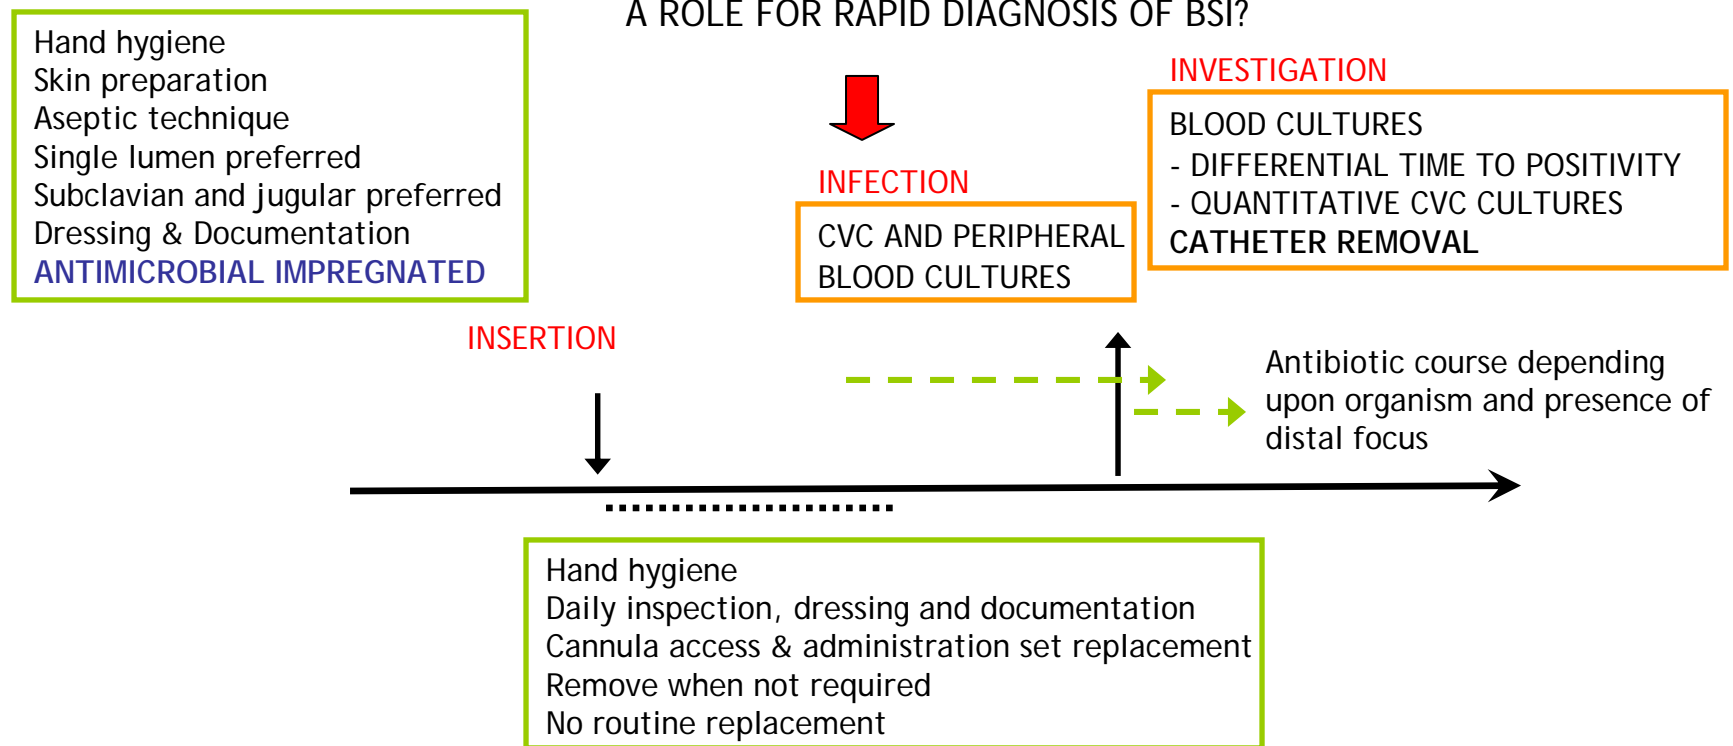 A ROLE FOR RAPID DIAGNOSIS OF BSI?
Hand hygiene
Skin preparation
Aseptic technique
Single lumen preferred
Subclavian and jugular preferred
Dressing & Documentation
ANTIMICROBIAL IMPREGNATED
INSERTION
INFECTION
CVC AND PERIPHERAL
BLOOD CULTURES
INVESTIGATION
BLOOD CULTURES
- DIFFERENTIAL TIME TO POSITIVITY
- QUANTITATIVE CVC CULTURES
CATHETER REMOVAL
Antibiotic course depending
upon organism and presence of
distal focus
Hand hygiene
Daily inspection, dressing and documentation
Cannula access & administration set replacement
Remove when not required
No routine replacement